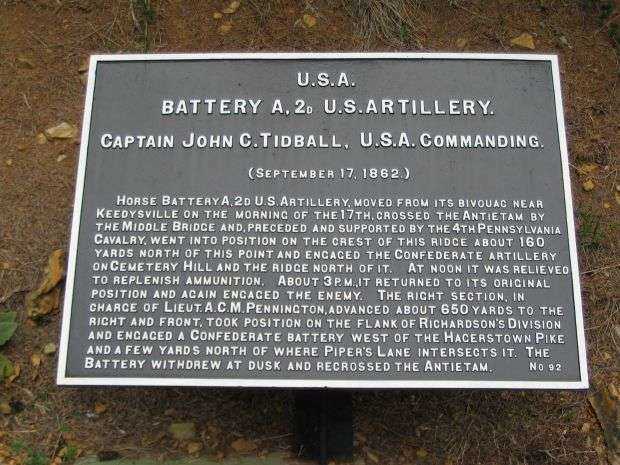 U.S.A.
BATTERY A, 2D U.S. ARTILLERY.
CAPTAIN JOHN C. TIDBALL, U.S.A. COMMANDING.
(SEPTEMBER 17, 1862.)
HORSE BATTERY A, 2D U.S. ARTILLERY, MOVED FROM ITS BIVOUAC NEAR
KEEDYSVILLE ON THE MORNING OF THE 17TH, CROSSED THE ANTIETAM BY
THE MIDDLE BRIDGE AND, PRECEDED AND SUPPORTED BY THE 4TH PENNSYLVANIA
CAVALRY, WENT INTO POSITION ON THE CREST OF THIS RIDGE ABOUT 160
YARDS NORTH OF THIS POINT AND ENGAGED THE CONFEDERATE ARTILLERY
ON CEMETERY HILL AND THE RIDGE NORTH OF IT. AT NOON IT WAS RELIEVED
TO REPLENISH AMMUNITION. ABOUT 3 P.M. IT RETURNED TO ITS ORIGINAL
POSITION AND AGAIN ENGAGED THE ENEMY. THE RIGHT SECTION, IN
CHARGE OF LIEUT. A.C.M. PENNINGTON, ADVANCED ABOUT 650 YARDS TO THE
RIGHT AND FRONT, TOOK POSITION ON THE FLANK OF RICHARDSON'S DIVISION
AND ENGAGED A CONFEDERATE BATTERY WEST OF THE HAGERSTOWN PIKE
AND A FEW YARDS NORTH OF WHERE PIPER'S LANE INTERSECTS IT. THE
BATTERY WITHDREW AT DUSK AND RECROSSED THE ANTIETAM. NO 92